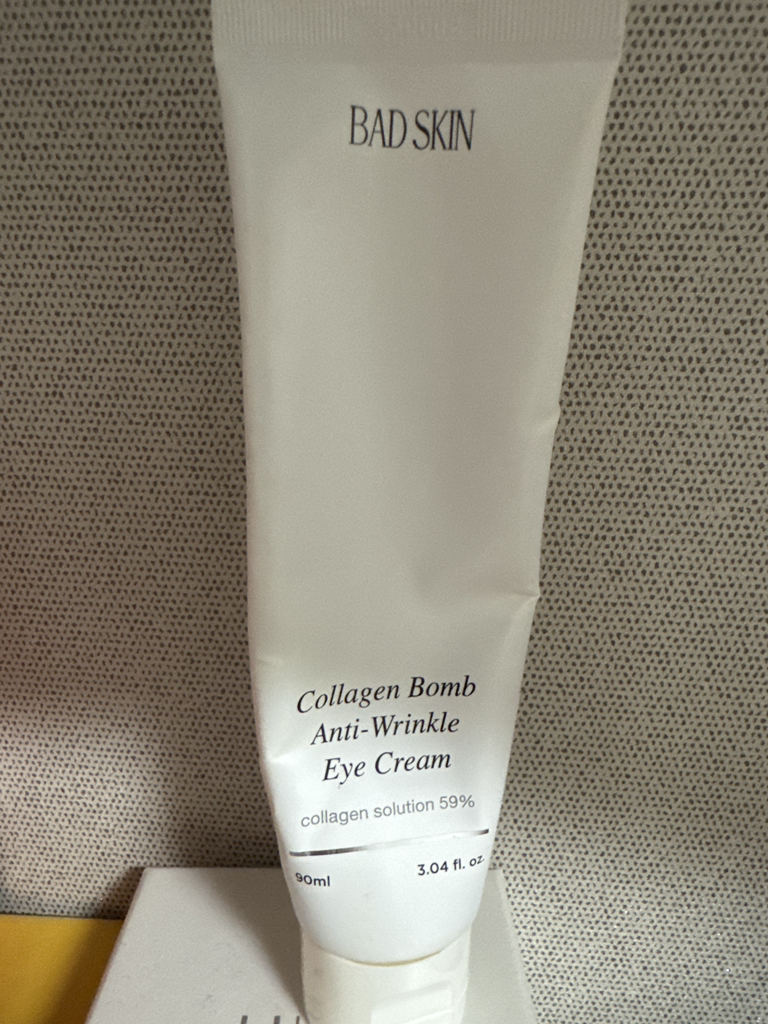 BAD SKIN
Collagen Bomb
Anti-Wrinkle
Eye Cream
collagen solution 59%
90ml 3.04 fl. oz.